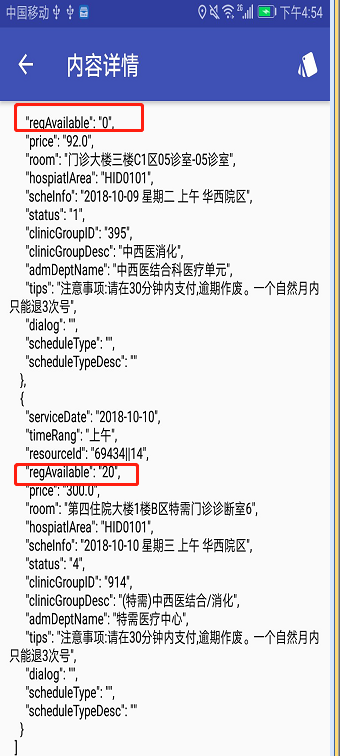 中国移动 下午4:54
内容详情
"regAvailable": "0",
"price": "92.0",
"room": "门诊大楼三楼C1区05诊室-05诊室",
"hospiatlArea": "HID0101",
"scheInfo": "2018-10-09 星期二 上午 华西院区",
"status": "1",
"clinicGroupID": "395",
"clinicGroupDesc": "中西医消化",
"admDeptName": "中西医结合科医疗单元",
"tips": "注意事项:请在30分钟内支付,逾期作废。一个自然月内
只能退3次号",
"dialog": "",
"scheduleType": "",
"scheduleTypeDesc": ""
},
{
"serviceDate": "2018-10-10",
"timeRang": "上午",
"resourceId": "69434||14",
"regAvailable": "20",
"price": "300.0",
"room": "第四住院大楼1楼B区特需门诊诊断室6",
"hospiatlArea": "HID0101",
"scheInfo": "2018-10-10 星期三 上午 华西院区",
"status": "4",
"clinicGroupID": "914",
"clinicGroupDesc": "(特需)中西医结合/消化",
"admDeptName": "特需医疗中心",
"tips": "注意事项:请在30分钟内支付,逾期作废。一个自然月内
只能退3次号",
"dialog": "",
"scheduleType": "",
"scheduleTypeDesc": ""
}
]